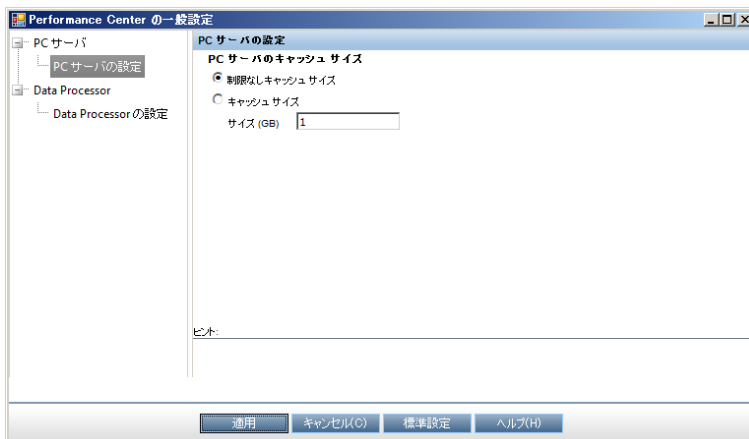 Performance Center の一般設定
PC サーバ
PC サーバの設定
Data Processor
Data Processor の設定
PC サーバの設定
PC サーバのキャッシュ サイズ
制限なしキャッシュ サイズ
キャッシュ サイズ
サイズ (GB) 1
ヒント:
適用 キャンセル(C) 標準設定 ヘルプ(H)